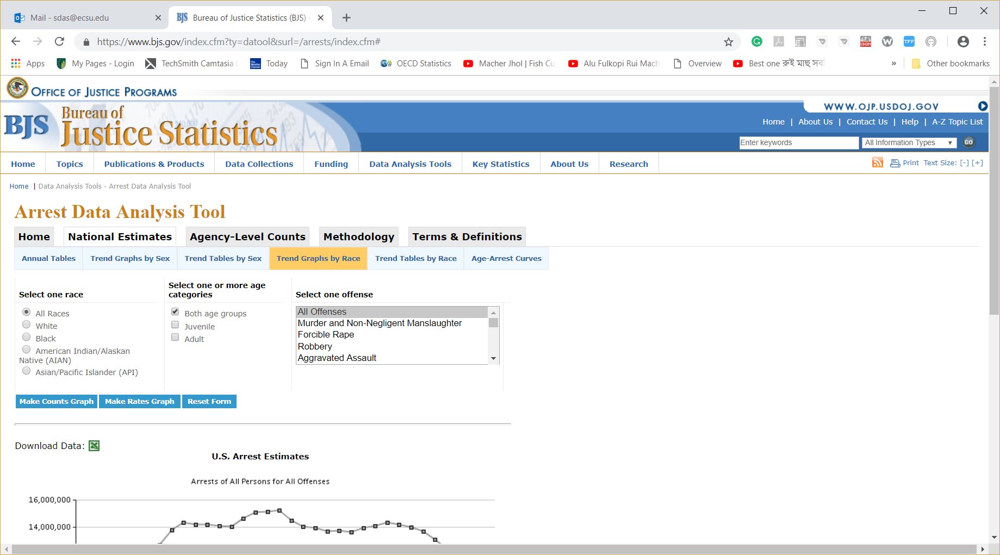 Mail - sdas@ecsu.edu
Bureau of Justice Statistics (BJS) -
https://www.bjs.gov/index.cfm?ty=datool&surl=/arrests/index.cfm#
Apps My Pages - Login TechSmith Camtasia Today Sign In A Email OECD Statistics Macher Jhol | Fish Cu Alu Fulkopi Rui Mach Overview Best one রুই মাছ » Other bookmarks
OFFICE OF JUSTICE PROGRAMS
WWW.OJP.USDOJ.GOV
BJS Bureau of
Justice Statistics
Home | About Us | Contact Us | Help | A-Z Topic List
Enter keywords All Information Types GO
Home Topics Publications & Products Data Collections Funding Data Analysis Tools Key Statistics About Us Research Print Text Size: [-] [+]
Home | Data Analysis Tools - Arrest Data Analysis Tool
Arrest Data Analysis Tool
Home National Estimates Agency-Level Counts Methodology Terms & Definitions
Annual Tables Trend Graphs by Sex Trend Tables by Sex Trend Graphs by Race Trend Tables by Race Age-Arrest Curves
Select one race
All Races
White
Black
American Indian/Alaskan
Native (AIAN)
Asian/Pacific Islander (API)
Select one or more age
categories
Both age groups
Juvenile
Adult
Select one offense
All Offenses
Murder and Non-Negligent Manslaughter
Forcible Rape
Robbery
Aggravated Assault
Make Counts Graph Make Rates Graph Reset Form
Download Data:
U.S. Arrest Estimates
Arrests of All Persons for All Offenses
16,000,000
14,000,000